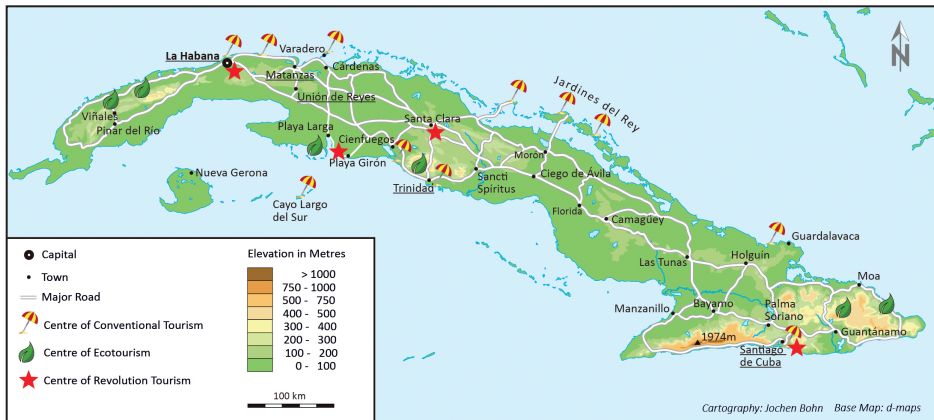 La Habana
Varadero
Cárdenas
Matanzas
Unión de Reyes
Viñales
Pinar del Río
Playa Larga
Cienfuegos
Playa Girón
Santa Clara
Jardines del Rey
Morón
Nueva Gerona
Cayo Largo
del Sur
Trinidad
Sancti
Spíritus
Ciego de Ávila
Florida
Camagüey
Guardalavaca
Las Tunas
Holguín
Moa
Manzanillo
Bayamo
Palma
Soriano
Guantánamo
1974m
Santiago
de Cuba
N
Capital
Town
Major Road
Centre of Conventional Tourism
Centre of Ecotourism
Centre of Revolution Tourism
Elevation in Metres
> 1000
750 - 1000
500 - 750
400 - 500
300 - 400
200 - 300
100 - 200
0 - 100
100 km
Cartography: Jochen Bohn Base Map: d-maps